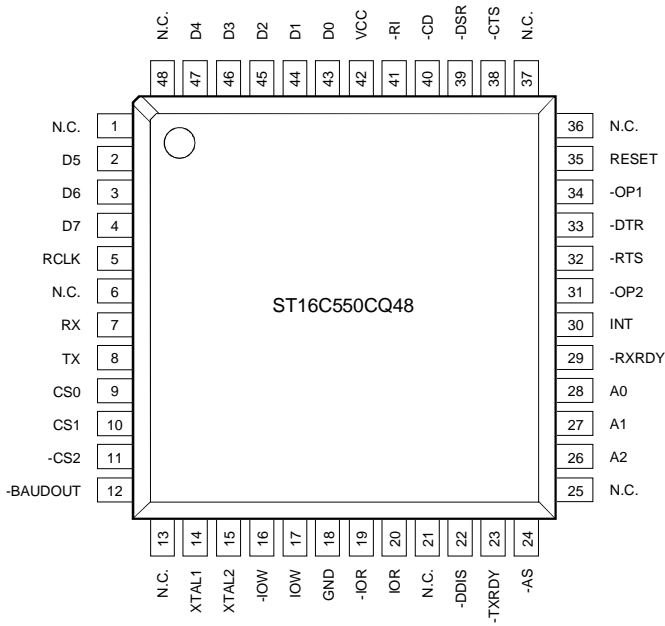 N.C. D4 D3 D2 D1 D0 VCC -RI -CD -DSR -CTS N.C.
48 47 46 45 44 43 42 41 40 39 38 37
N.C. 1 36 N.C.
D5 2 35 RESET
D6 3 34 -OP1
D7 4 33 -DTR
RCLK 5 32 -RTS
N.C. 6 31 -OP2
ST16C550CQ48
RX 7 30 INT
TX 8 29 -RXRDY
CS0 9 28 A0
CS1 10 27 A1
-CS2 11 26 A2
-BAUDOUT 12 25 N.C.
13 14 15 16 17 18 19 20 21 22 23 24
N.C. XTAL1 XTAL2 -IOW IOW GND -IOR IOR N.C. -DDIS -TXRDY -AS